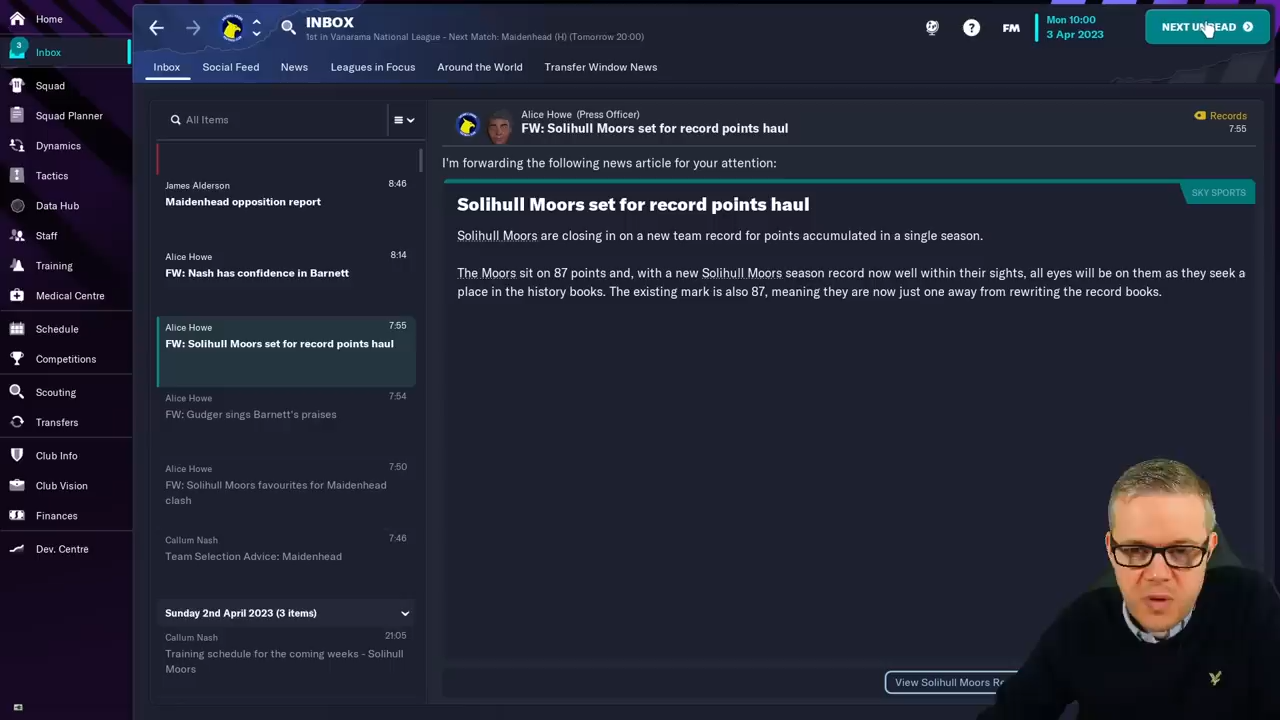 Home
3
Inbox
Squad
Squad Planner
Dynamics
Tactics
Data Hub
Staff
Training
Medical Centre
Schedule
Competitions
Scouting
Transfers
Club Info
Club Vision
Finances
Dev. Centre
INBOX
1st in Vanarama National League - Next Match: Maidenhead (H) (Tomorrow 20:00)
?
FM
Mon 10:00
3 Apr 2023
NEXT UNREAD
Inbox
Social Feed
News
Leagues in Focus
Around the World
Transfer Window News
All Items
James Alderson 8:46
Maidenhead opposition report
Alice Howe 8:14
FW: Nash has confidence in Barnett
Alice Howe 7:55
FW: Solihull Moors set for record points haul
Alice Howe 7:54
FW: Gudger sings Barnett's praises
Alice Howe 7:50
FW: Solihull Moors favourites for Maidenhead
clash
Callum Nash 7:46
Team Selection Advice: Maidenhead
Sunday 2nd April 2023 (3 items)
Callum Nash 21:05
Training schedule for the coming weeks - Solihull
Moors
Alice Howe (Press Officer)
FW: Solihull Moors set for record points haul
Records
7:55
I'm forwarding the following news article for your attention:
SKY SPORTS
Solihull Moors set for record points haul
Solihull Moors are closing in on a new team record for points accumulated in a single season.
The Moors sit on 87 points and, with a new Solihull Moors season record now well within their sights, all eyes will be on them as they seek a
place in the history books. The existing mark is also 87, meaning they are now just one away from rewriting the record books.
View Solihull Moors